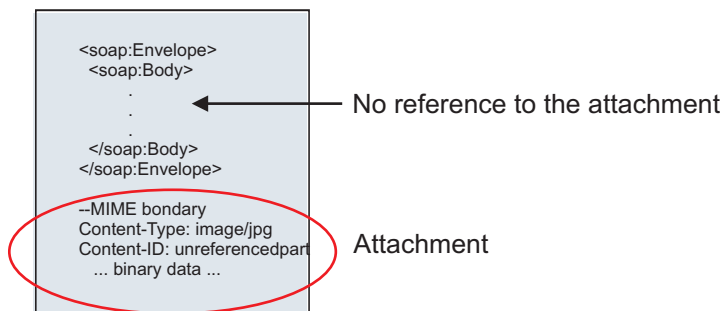 <soap:Envelope>
<soap:Body>
.
.
.
</soap:Body>
</soap:Envelope>
No reference to the attachment
--MIME bondary
Content-Type: image/jpg
Content-ID: unreferencedpart
... binary data ...
Attachment